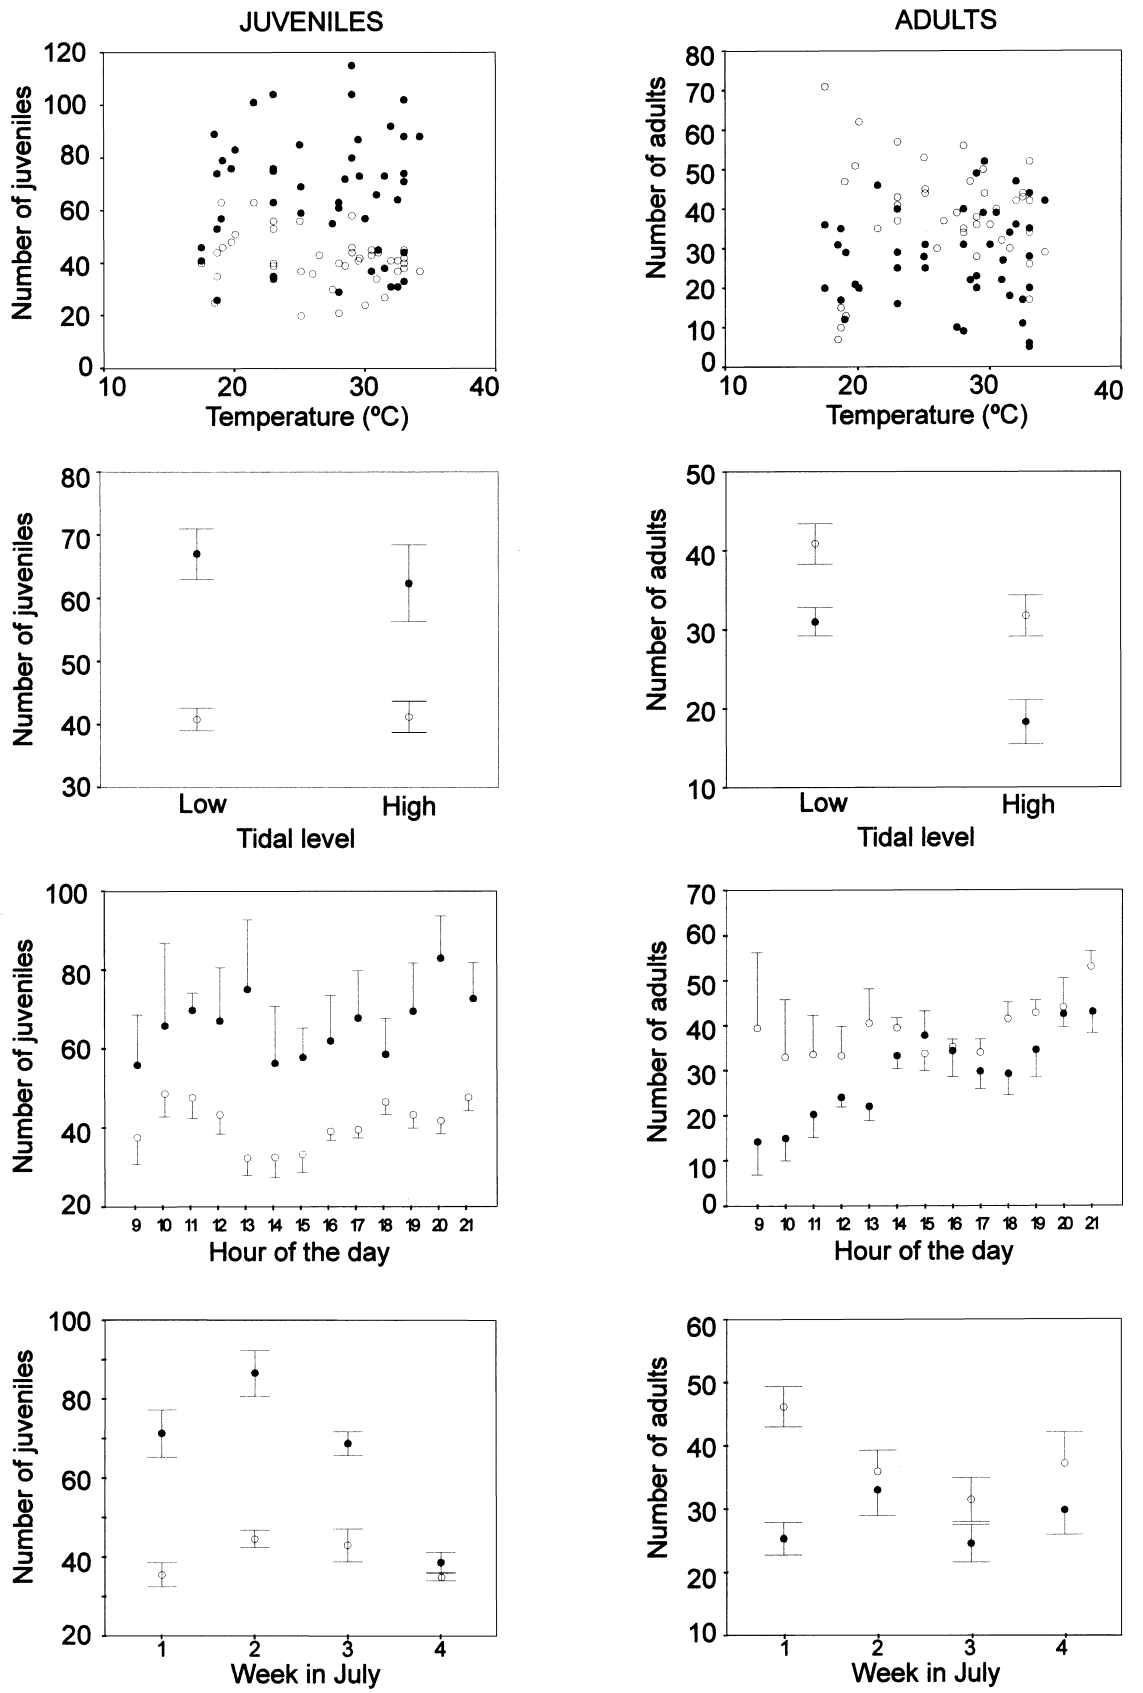 JUVENILES
ADULTS
Number of juveniles
120
100
80
60
40
20
0
10 20 30 40
Temperature (ºC)
Number of adults
80
70
60
50
40
30
20
10
0
10 20 30 40
Temperature (ºC)
Number of juveniles
80
70
60
50
40
30
Low High
Tidal level
Number of adults
50
40
30
20
10
Low High
Tidal level
Number of juveniles
100
80
60
40
20
9 10 11 12 13 14 15 16 17 18 19 20 21
Hour of the day
Number of adults
70
60
50
40
30
20
10
0
9 10 11 12 13 14 15 16 17 18 19 20 21
Hour of the day
Number of juveniles
100
80
60
40
20
1 2 3 4
Week in July
Number of adults
60
50
40
30
20
10
1 2 3 4
Week in July